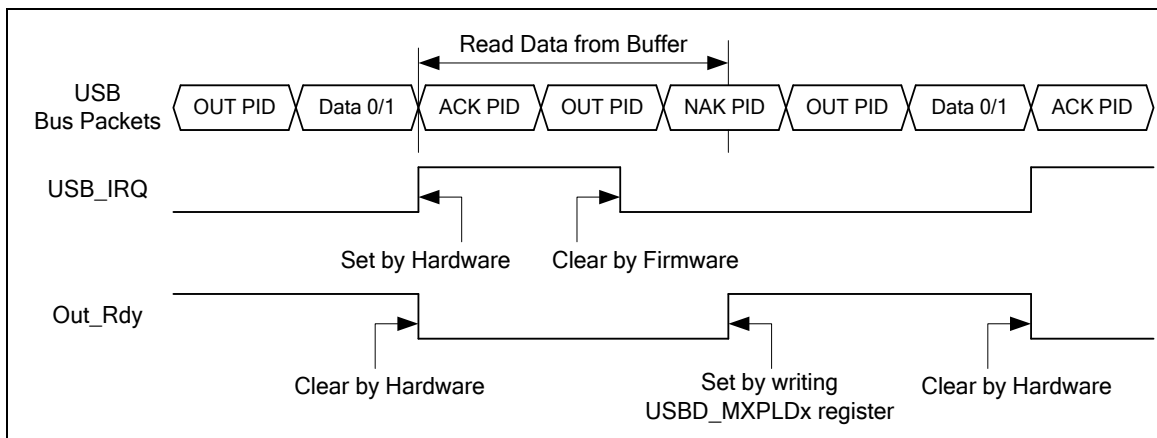 Read Data from Buffer
USB
Bus Packets
OUT PID
Data 0/1
ACK PID
OUT PID
NAK PID
OUT PID
Data 0/1
ACK PID
USB_IRQ
Set by Hardware
Clear by Firmware
Out_Rdy
Clear by Hardware
Set by writing
USBD_MXPLDx register
Clear by Hardware